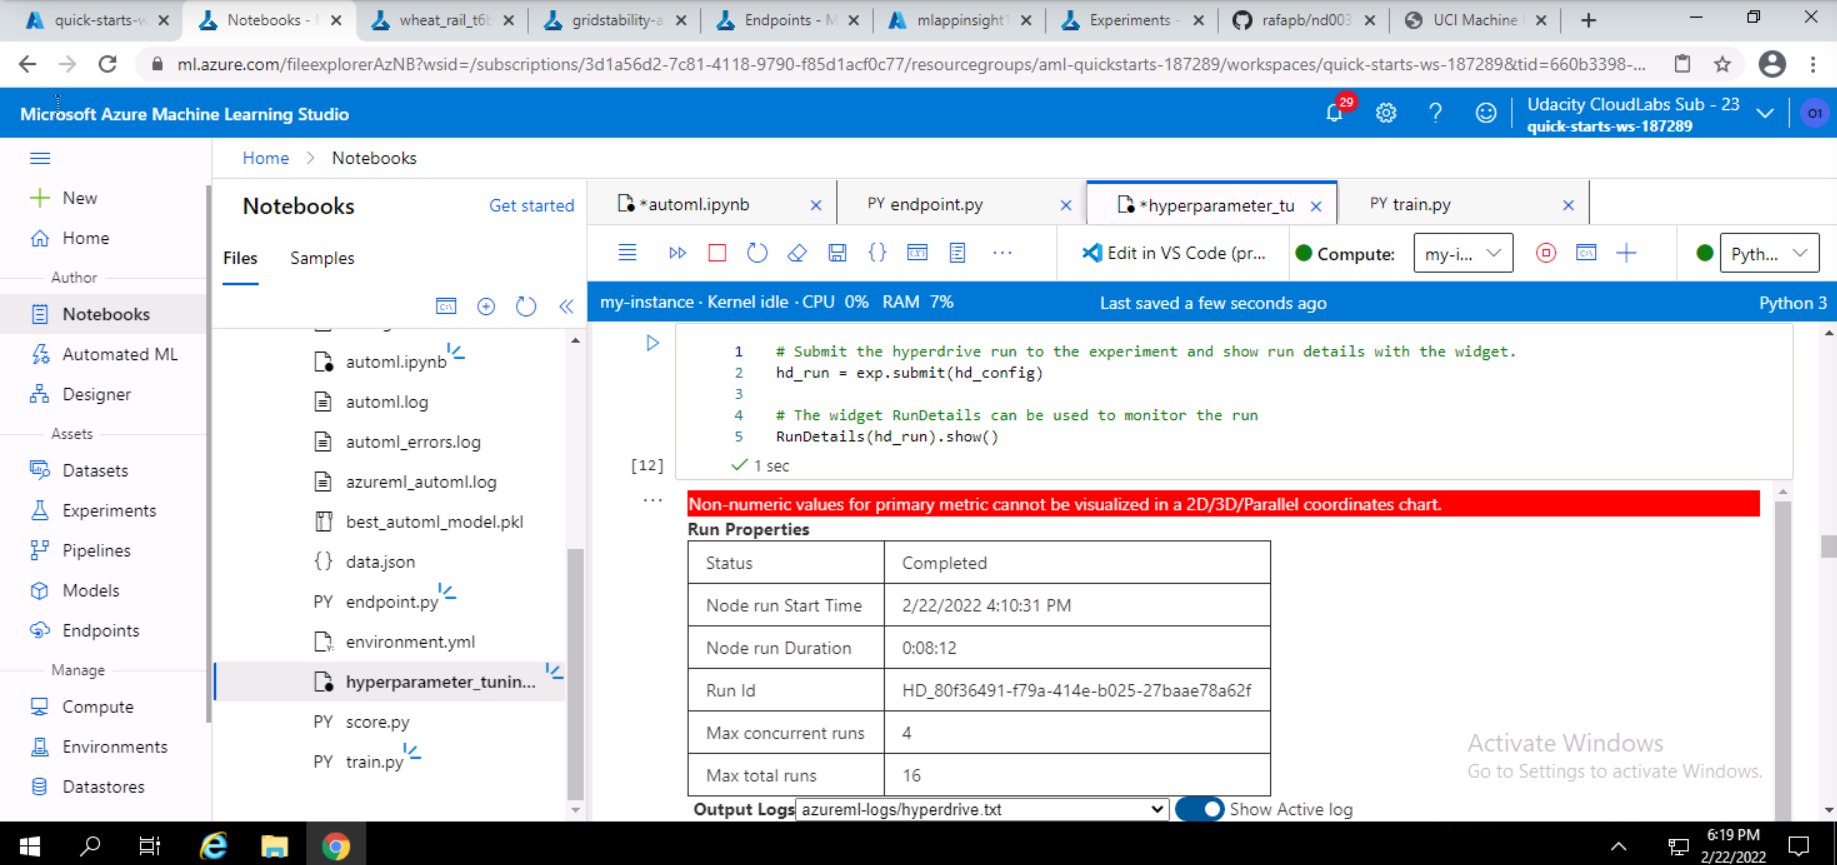 quick-starts-w
Notebooks -
wheat_rail_t6b
gridstability-a
Endpoints - M
mlappinsight1
Experiments -
rafapb/nd003
UCI Machine
ml.azure.com/fileexplorerAzNB?wsid=/subscriptions/3d1a56d2-7c81-4118-9790-f85d1acf0c77/resourcegroups/aml-quickstarts-187289/workspaces/quick-starts-ws-187289&tid=660b3398-...
Microsoft Azure Machine Learning Studio
29
Udacity CloudLabs Sub - 23
quick-starts-ws-187289
O1
Home > Notebooks
New
Home
Author
Notebooks
Automated ML
Designer
Assets
Datasets
Experiments
Pipelines
Models
Endpoints
Manage
Compute
Environments
Datastores
Notebooks
Get started
Files
Samples
automl.ipynb
automl.log
automl_errors.log
azureml_automl.log
best_automl_model.pkl
{} data.json
PY endpoint.py
environment.yml
hyperparameter_tunin...
PY score.py
PY train.py
*automl.ipynb
PY endpoint.py
*hyperparameter_tu
PY train.py
Edit in VS Code (pr...
Compute:
my-i...
Pyth...
my-instance · Kernel idle · CPU 0% RAM 7%
Last saved a few seconds ago
Python 3
1 # Submit the hyperdrive run to the experiment and show run details with the widget.
2 hd_run = exp.submit(hd_config)
3
4 # The widget RunDetails can be used to monitor the run
5 RunDetails(hd_run).show()
[12]
1 sec
Non-numeric values for primary metric cannot be visualized in a 2D/3D/Parallel coordinates chart.
Run Properties
Status Completed
Node run Start Time 2/22/2022 4:10:31 PM
Node run Duration 0:08:12
Run Id HD_80f36491-f79a-414e-b025-27baae78a62f
Max concurrent runs 4
Max total runs 16
Output Logs azureml-logs/hyperdrive.txt Show Active log
Activate Windows
Go to Settings to activate Windows.
6:19 PM
2/22/2022